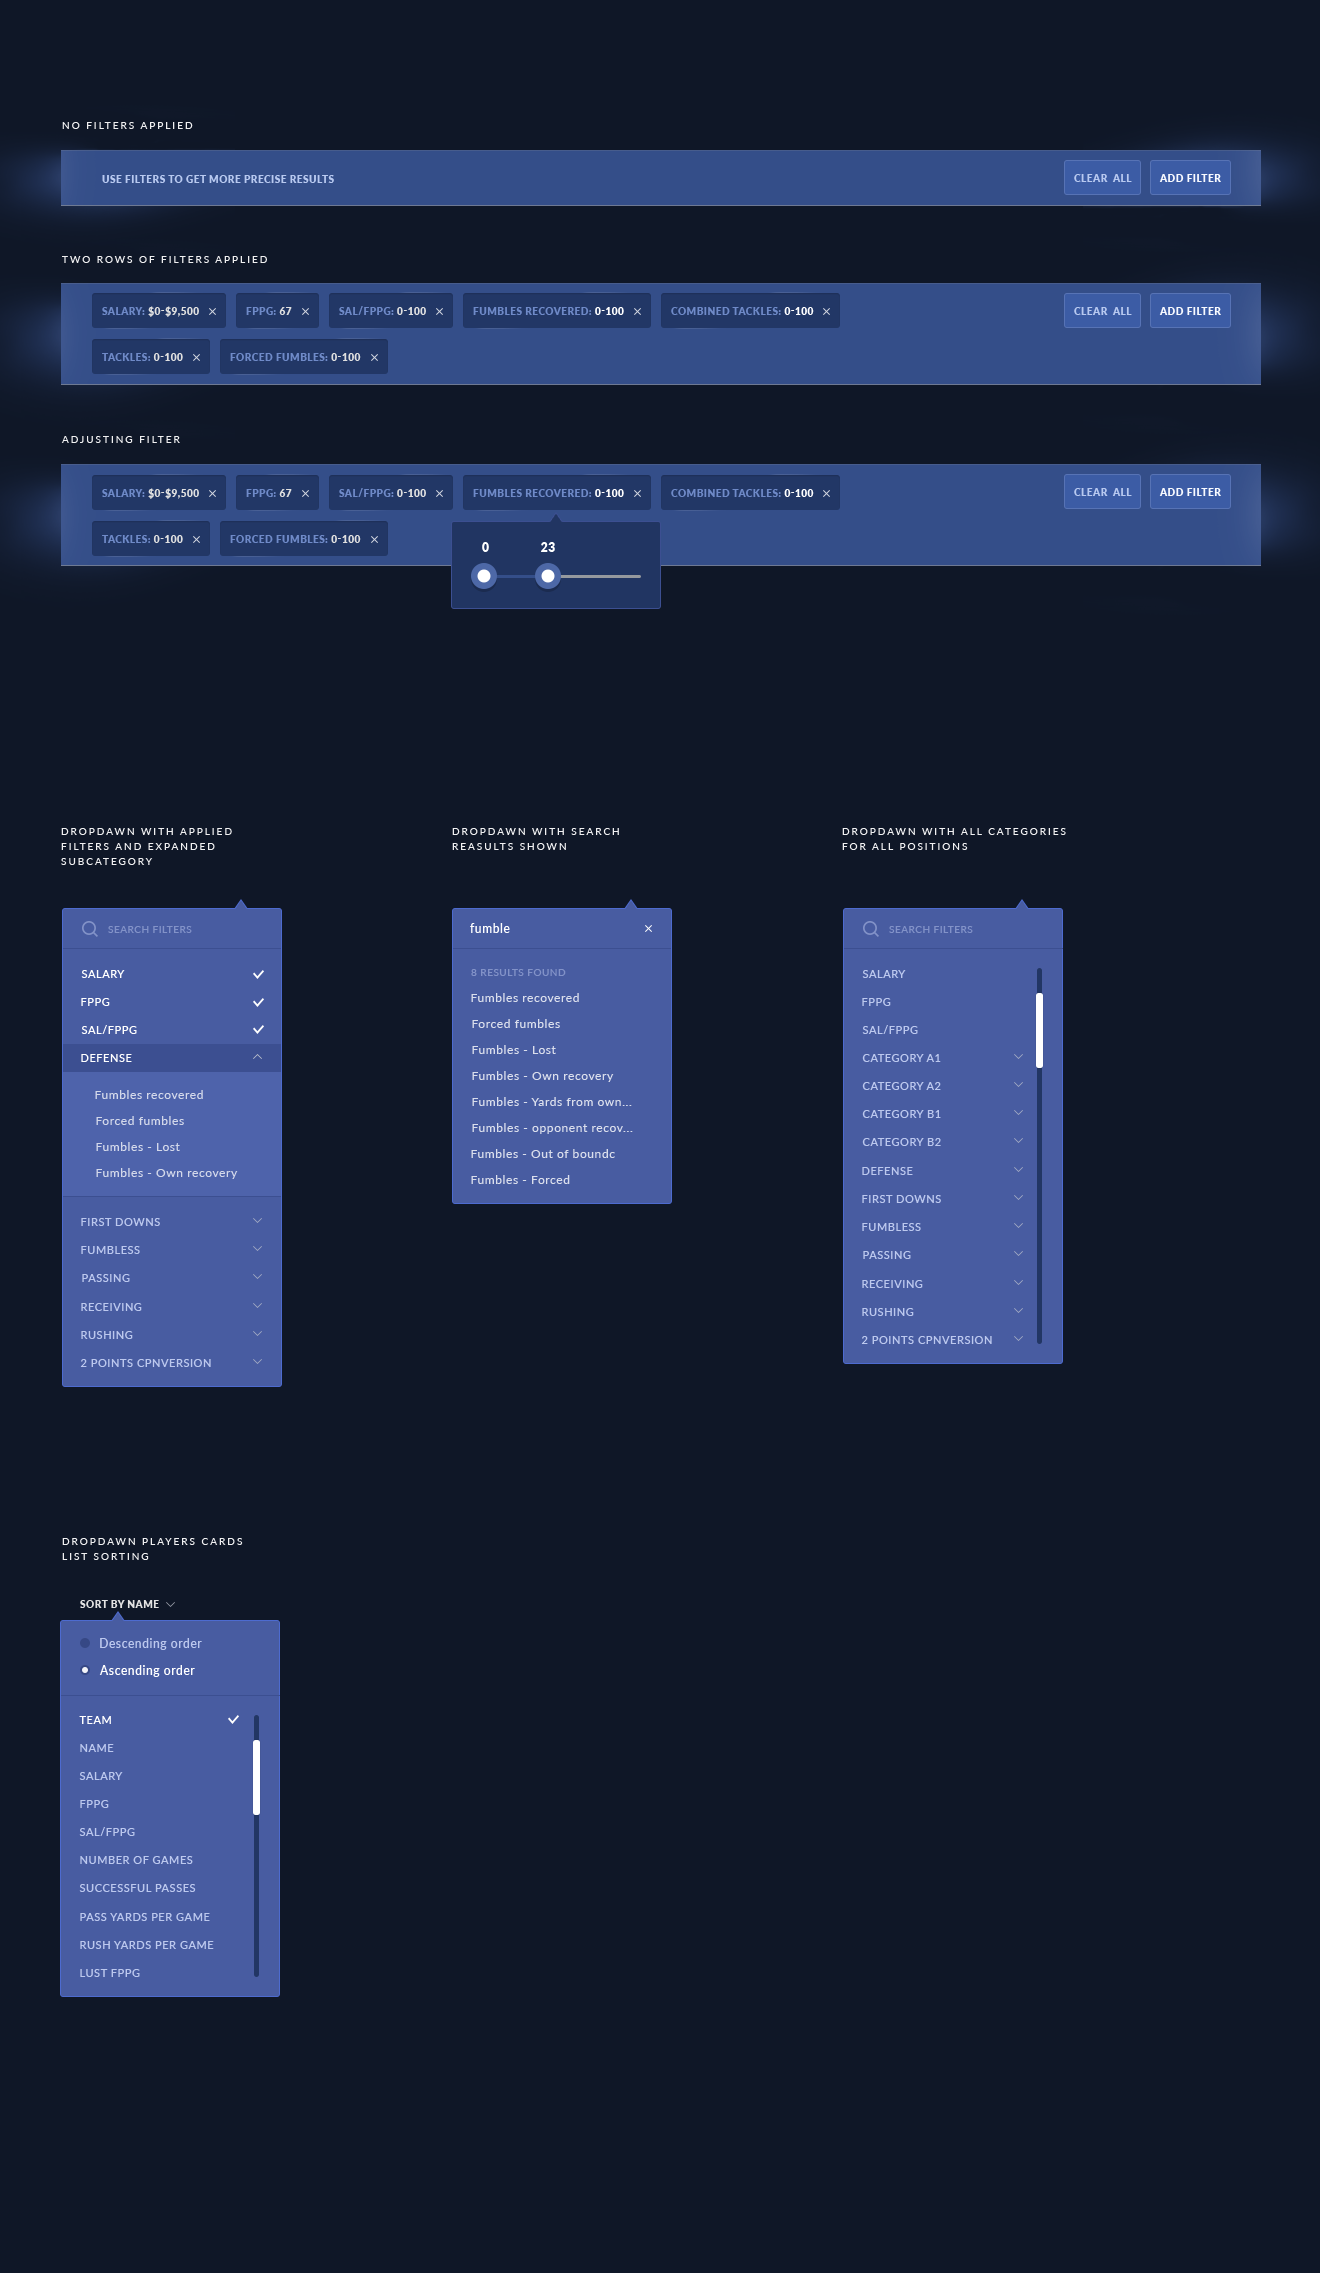 NO FILTERS APPLIED
USE FILTERS TO GET MORE PRECISE RESULTS
CLEAR ALL
ADD FILTER
TWO ROWS OF FILTERS APPLIED
SALARY: $0-$9,500 ×
FPPG: 67 ×
SAL/FPPG: 0-100 ×
FUMBLES RECOVERED: 0-100 ×
COMBINED TACKLES: 0-100 ×
CLEAR ALL
ADD FILTER
TACKLES: 0-100 ×
FORCED FUMBLES: 0-100 ×
ADJUSTING FILTER
SALARY: $0-$9,500 ×
FPPG: 67 ×
SAL/FPPG: 0-100 ×
FUMBLES RECOVERED: 0-100 ×
COMBINED TACKLES: 0-100 ×
CLEAR ALL
ADD FILTER
TACKLES: 0-100 ×
FORCED FUMBLES: 0-100 ×
0
23
DROPDAWN WITH APPLIED
FILTERS AND EXPANDED
SUBCATEGORY
SEARCH FILTERS
SALARY
FPPG
SAL/FPPG
DEFENSE
Fumbles recovered
Forced fumbles
Fumbles - Lost
Fumbles - Own recovery
FIRST DOWNS
FUMBLESS
PASSING
RECEIVING
RUSHING
2 POINTS CPNVERSION
DROPDAWN WITH SEARCH
REASULTS SHOWN
fumble ×
8 RESULTS FOUND
Fumbles recovered
Forced fumbles
Fumbles - Lost
Fumbles - Own recovery
Fumbles - Yards from own...
Fumbles - opponent recov...
Fumbles - Out of boundc
Fumbles - Forced
DROPDAWN WITH ALL CATEGORIES
FOR ALL POSITIONS
SEARCH FILTERS
SALARY
FPPG
SAL/FPPG
CATEGORY A1
CATEGORY A2
CATEGORY B1
CATEGORY B2
DEFENSE
FIRST DOWNS
FUMBLESS
PASSING
RECEIVING
RUSHING
2 POINTS CPNVERSION
DROPDAWN PLAYERS CARDS
LIST SORTING
SORT BY NAME
Descending order
Ascending order
TEAM
NAME
SALARY
FPPG
SAL/FPPG
NUMBER OF GAMES
SUCCESSFUL PASSES
PASS YARDS PER GAME
RUSH YARDS PER GAME
LUST FPPG